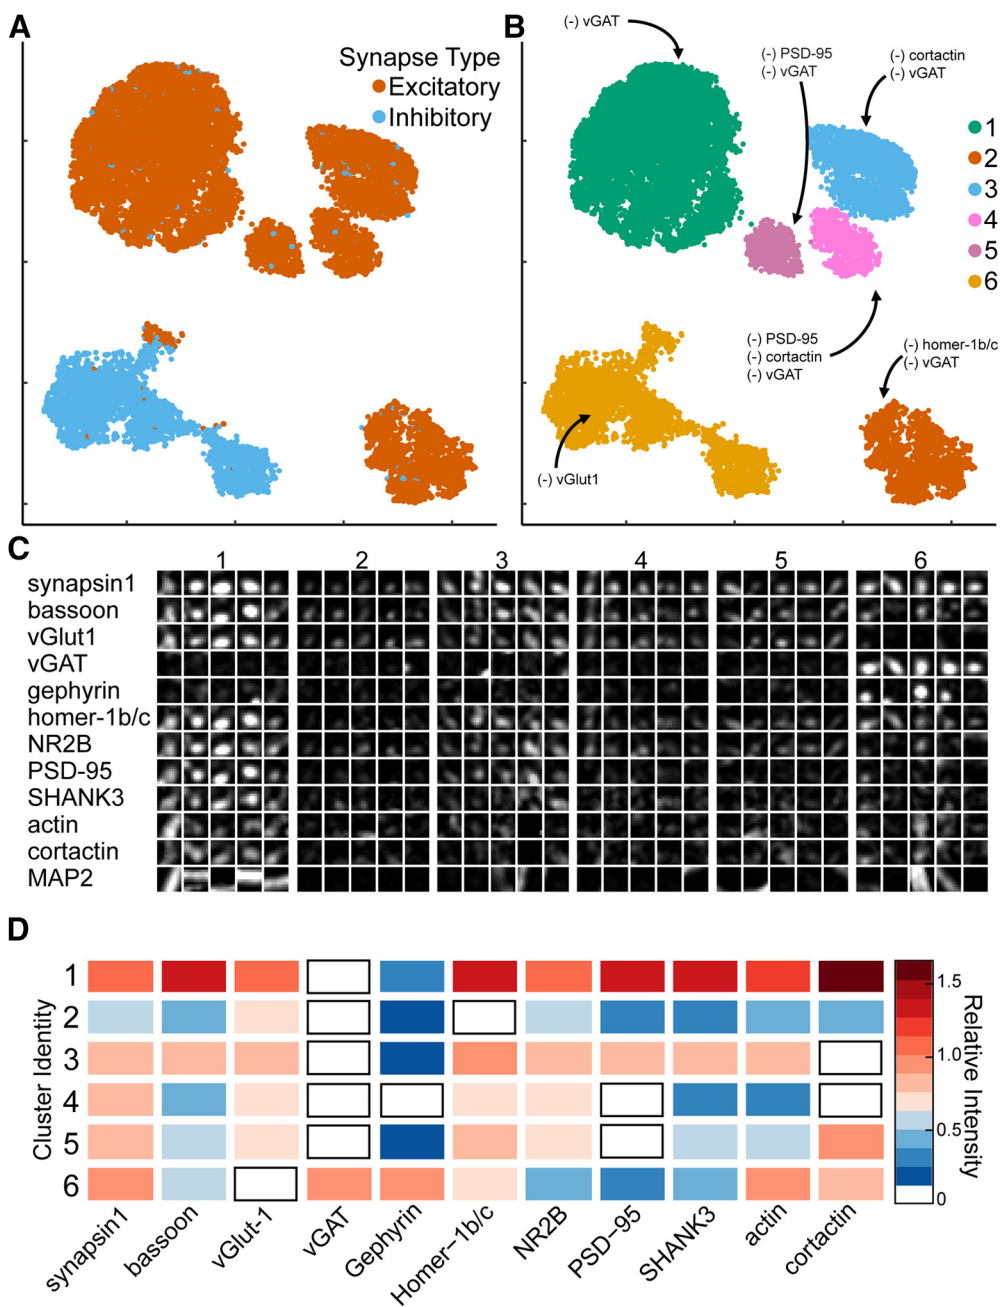 A
Synapse Type
Excitatory
Inhibitory
B
(-) vGAT
(-) PSD-95
(-) vGAT
(-) cortactin
(-) vGAT
1
2
3
4
5
6
(-) PSD-95
(-) cortactin
(-) vGAT
(-) homer-1b/c
(-) vGAT
(-) vGlut1
C
1 2 3 4 5 6
synapsin1
bassoon
vGlut1
vGAT
gephyrin
homer-1b/c
NR2B
PSD-95
SHANK3
actin
cortactin
MAP2
D
Cluster Identity
1
2
3
4
5
6
synapsin1
bassoon
vGlut-1
vGAT
Gephyrin
Homer–1b/c
NR2B
PSD–95
SHANK3
actin
cortactin
1.5
1.0
0.5
0
Relative Intensity